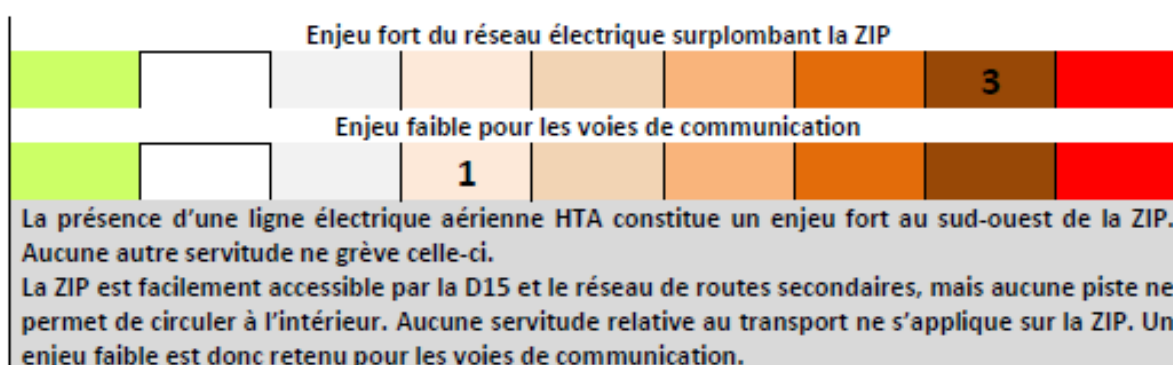 Enjeu fort du réseau électrique surplombant la ZIP
3
Enjeu faible pour les voies de communication
1
La présence d'une ligne électrique aérienne HTA constitue un enjeu fort au sud-ouest de la ZIP.
Aucune autre servitude ne grève celle-ci.
La ZIP est facilement accessible par la D15 et le réseau de routes secondaires, mais aucune piste ne
permet de circuler à l'intérieur. Aucune servitude relative au transport ne s'applique sur la ZIP. Un
enjeu faible est donc retenu pour les voies de communication.